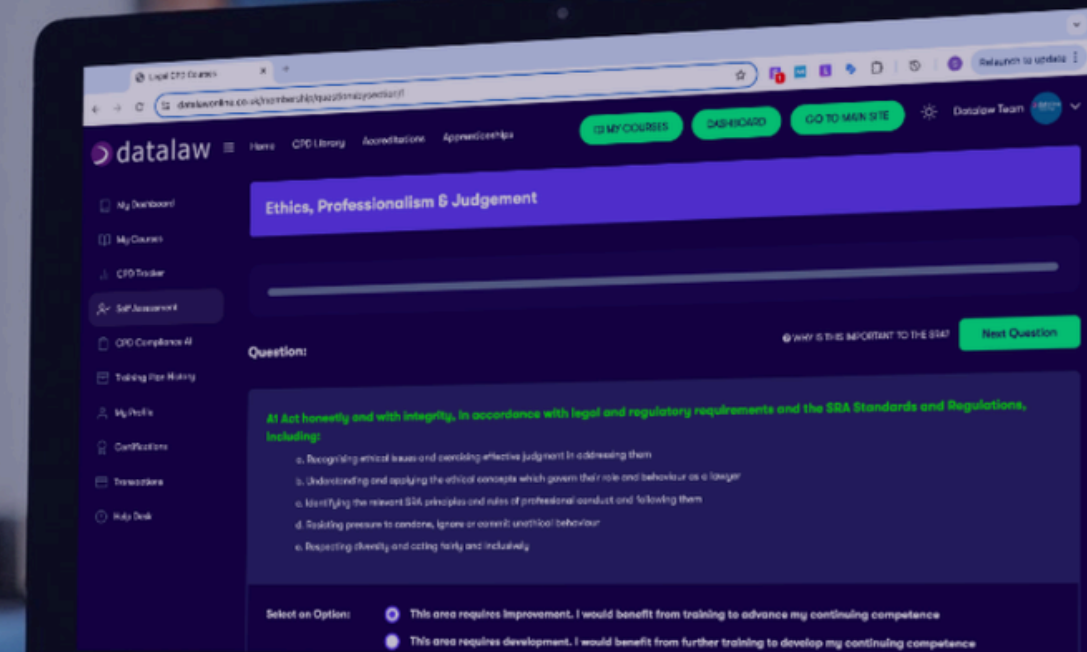 Legal CPD Courses
datalawonline.co.uk/membership/questionsbysection/1
Relaunch to update
datalaw
Home CPD Library Accreditations Apprenticeships
MY COURSES DASHBOARD GO TO MAIN SITE
Datalaw Team
My Dashboard
My Courses
CPD Tracker
Self Assessment
CPD Compliance AI
Training Plan History
My Profile
Certifications
Transactions
Help Desk
Ethics, Professionalism & Judgement
WHY IS THIS IMPORTANT TO THE SRA?
Next Question
Question:
A1 Act honestly and with integrity, in accordance with legal and regulatory requirements and the SRA Standards and Regulations,
including:
a. Recognising ethical issues and exercising effective judgment in addressing them
b. Understanding and applying the ethical concepts which govern their role and behaviour as a lawyer
c. Identifying the relevant SRA principles and rules of professional conduct and following them
d. Resisting pressure to condone, ignore or commit unethical behaviour
e. Respecting diversity and acting fairly and inclusively
Select an Option:
This area requires improvement. I would benefit from training to advance my continuing competence
This area requires development. I would benefit from further training to develop my continuing competence